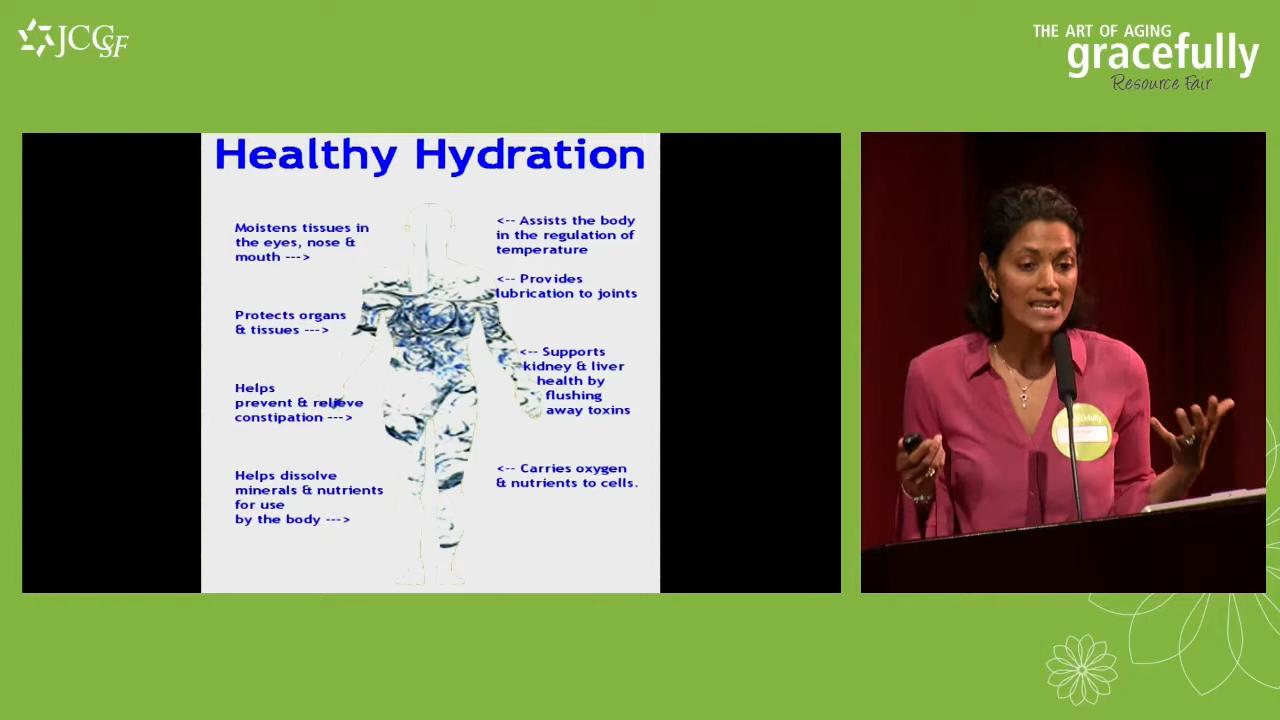 JCCSF
THE ART OF AGING
gracefully
Resource Fair
Healthy Hydration
Moistens tissues in
the eyes, nose &
mouth --->
Protects organs
& tissues --->
Helps
prevent & relieve
constipation --->
Helps dissolve
minerals & nutrients
for use
by the body --->
<-- Assists the body
in the regulation of
temperature
<-- Provides
lubrication to joints
<-- Supports
kidney & liver
health by
flushing
away toxins
<-- Carries oxygen
& nutrients to cells.